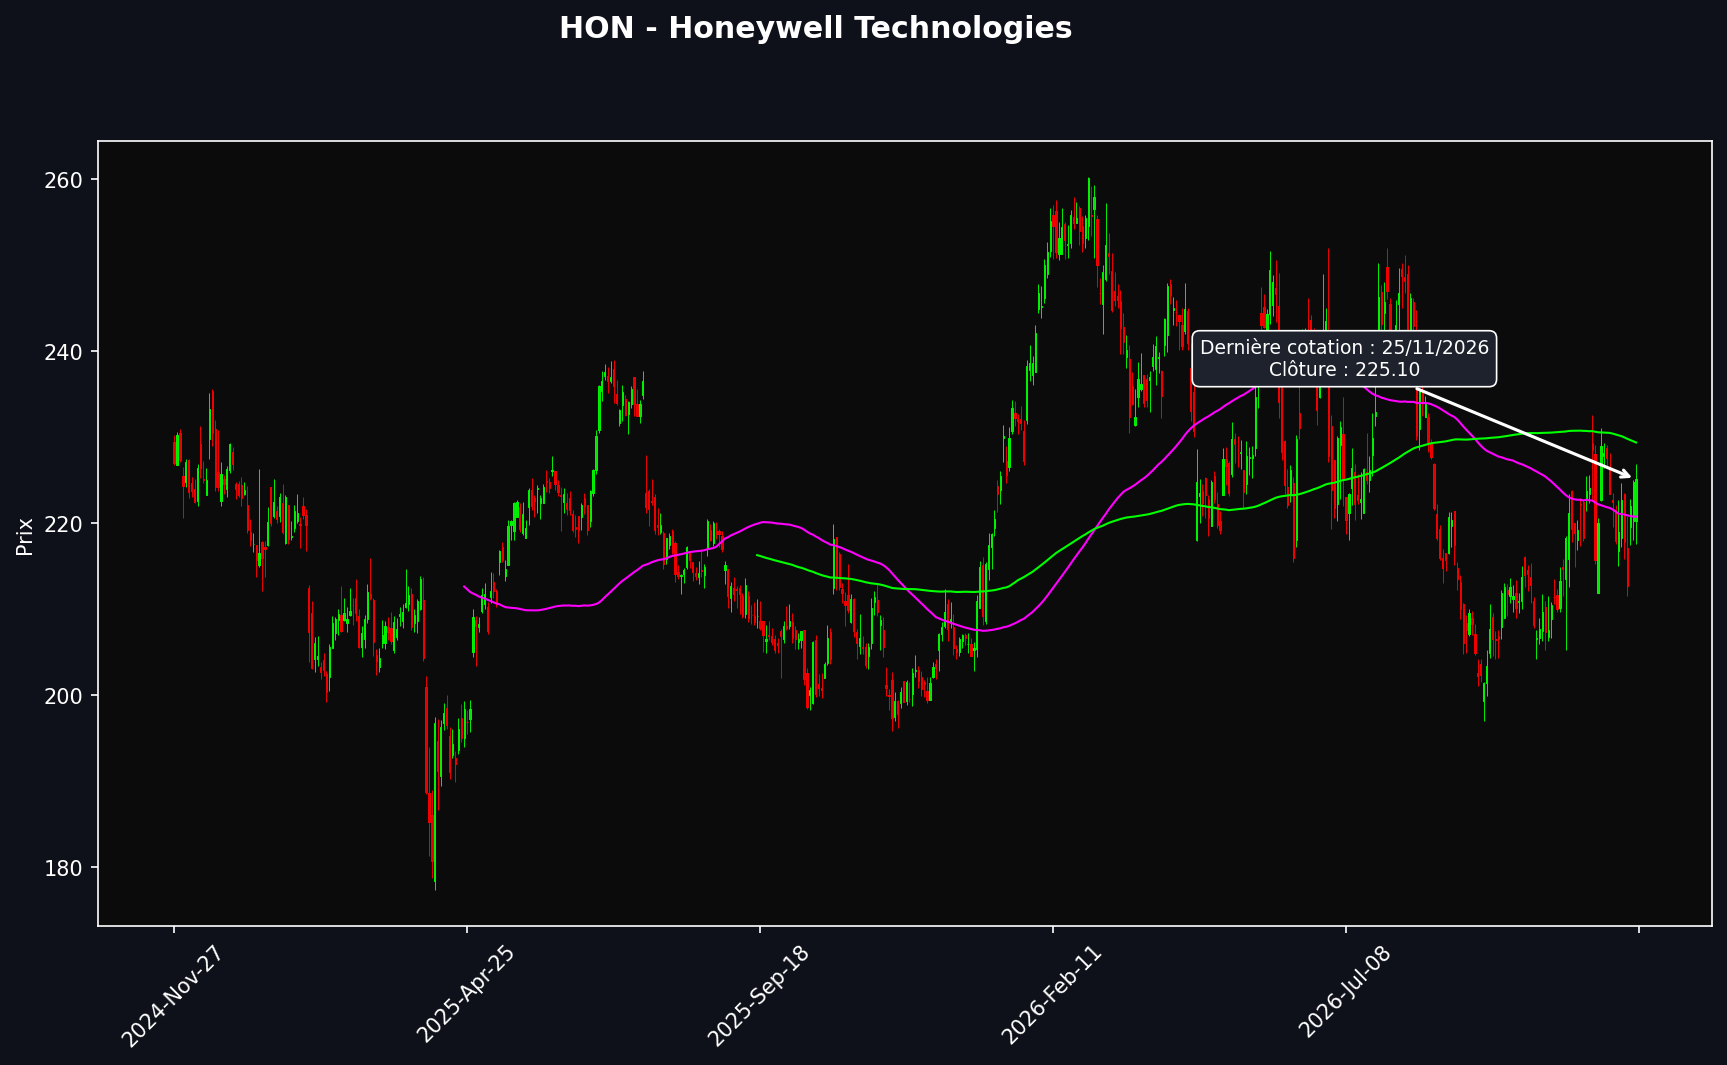 HON - Honeywell Technologies
Prix
260
240
220
200
180
Dernière cotation : 25/11/2026
Clôture : 225.10
2024-Nov-27
2025-Apr-25
2025-Sep-18
2026-Feb-11
2026-Jul-08